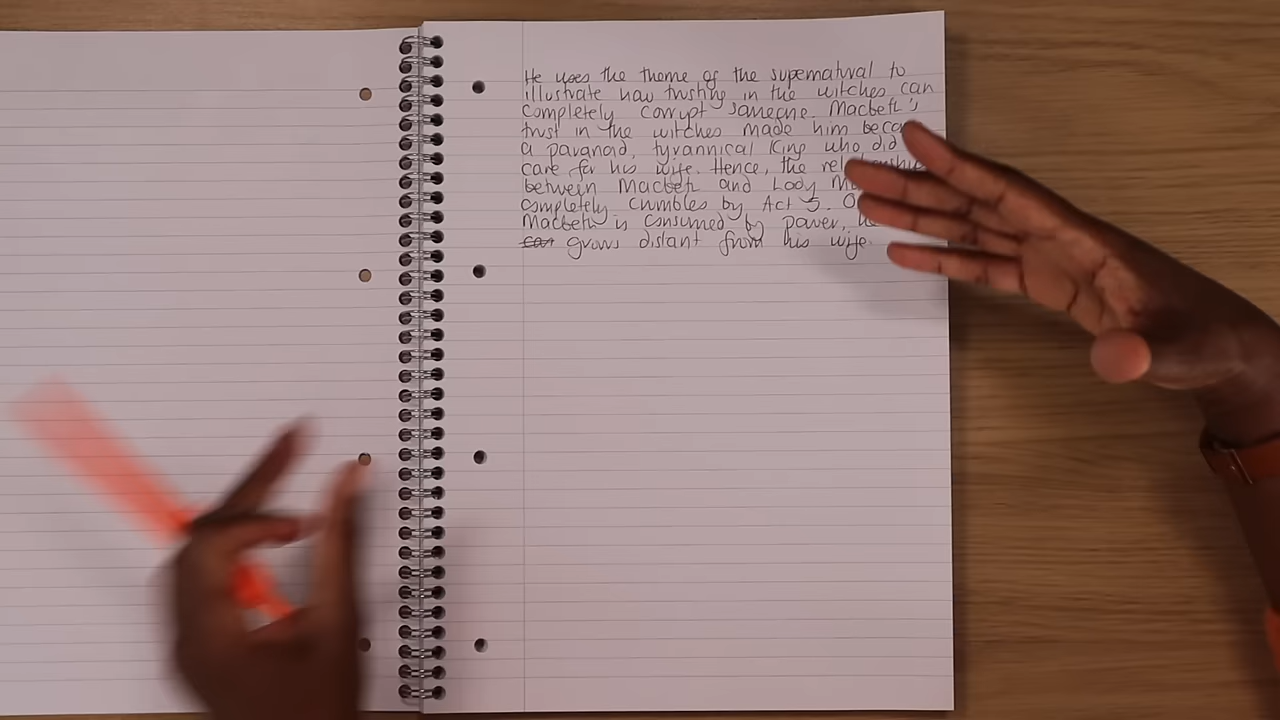 He uses the theme of the supernatural to
illustrate how trusting in the witches can
completely corrupt someone. Macbeth's
trust in the witches made him
a paranoid, tyrannical King who did
care for his wife. Hence, the
between Macbeth and Lady
completely crumbles by Act 5.
Macbeth is consumed by power,
grows distant from his wife.